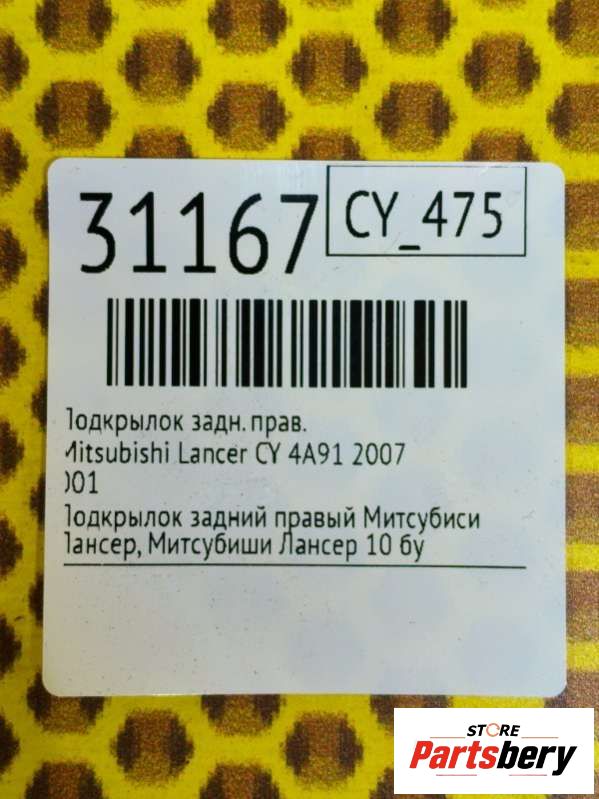 31167
CY_475
Подкрылок задн. прав.
Mitsubishi Lancer CY 4A91 2007
001
Подкрылок задний правый Митсубиси
Лансер, Митсубиши Лансер 10 бу
STORE
Partsbery